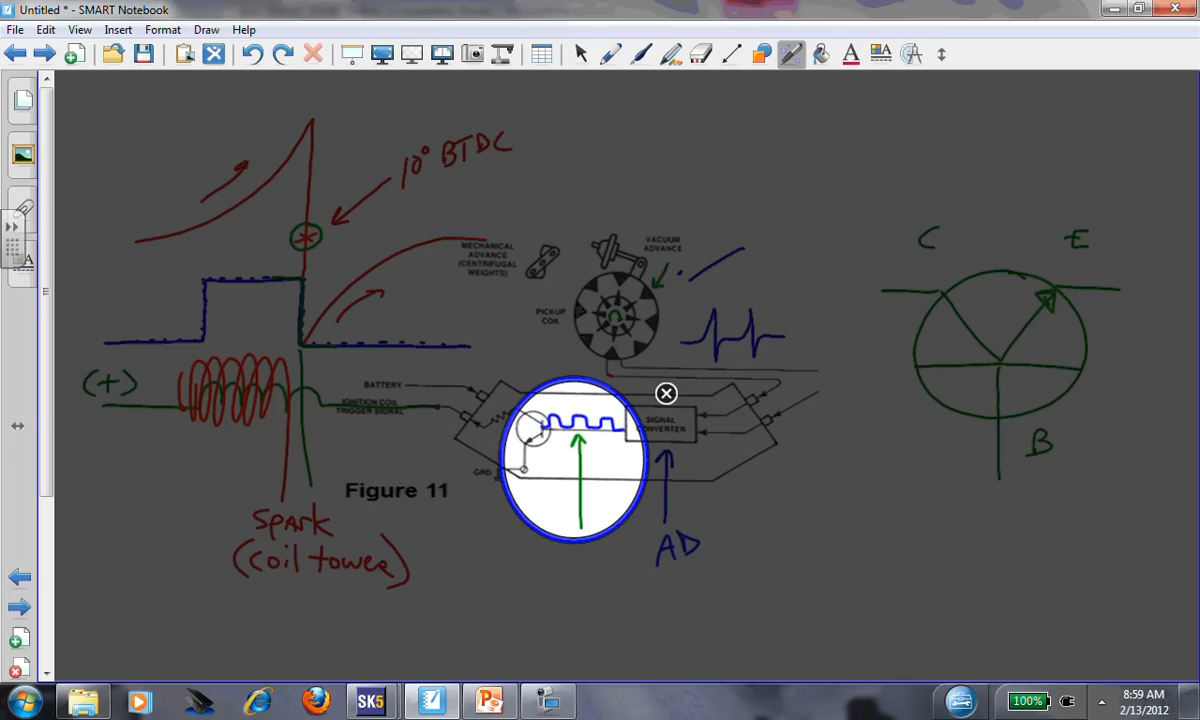 Untitled * - SMART Notebook
File Edit View Insert Format Draw Help
10° BTDC
MECHANICAL
ADVANCE
(CENTRIFUGAL
WEIGHTS)
VACUUM
ADVANCE
C
E
PICKUP
COIL
(+)
BATTERY
IGNITION COIL
TRIGGER SIGNAL
SIGNAL
CONVERTER
B
GRD
Figure 11
Spark
(coil tower)
AD
SK5
100%
8:59 AM
2/13/2012